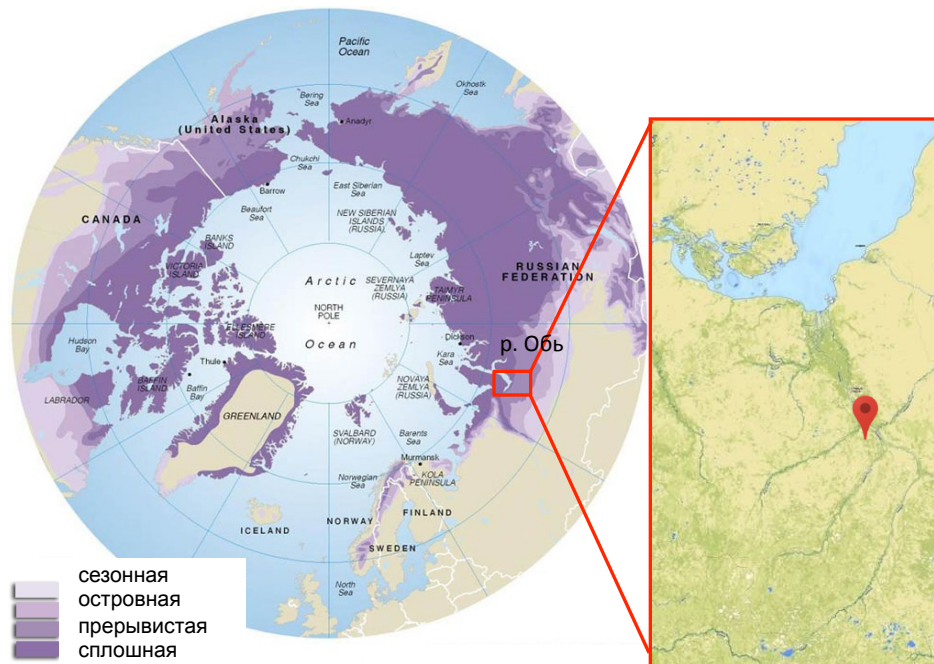 Pacific
Ocean
Okhostk
Sea
Bering
Sea
Alaska
(United States)
Anadyr
Chukchi
Sea
Barrow
East Siberian
Sea
Beaufort
Sea
CANADA
NEW SIBERIAN
ISLANDS
(RUSSIA)
BANKS
ISLAND
Laptev
Sea
RUSSIAN
FEDERATION
VICTORIA
ISLAND
Arctic
SEVERNAYA
ZEMLYA
(RUSSIA)
TAIMYR
PENINSULA
NORTH
POLE
Ocean
ELLESMERE
ISLAND
Dickson
р. Обь
Hudson
Bay
Thule
Kara
Sea
BAFFIN
ISLAND
Baffin
Bay
NOVAYA
ZEMLYA
(RUSSIA)
LABRADOR
GREENLAND
SVALBARD
(NORWAY)
Barents
Sea
Murmansk
Norwegian
Sea
KOLA
PENINSULA
FINLAND
ICELAND
NORWAY
SWEDEN
North
Sea
сезонная
островная
прерывистая
сплошная